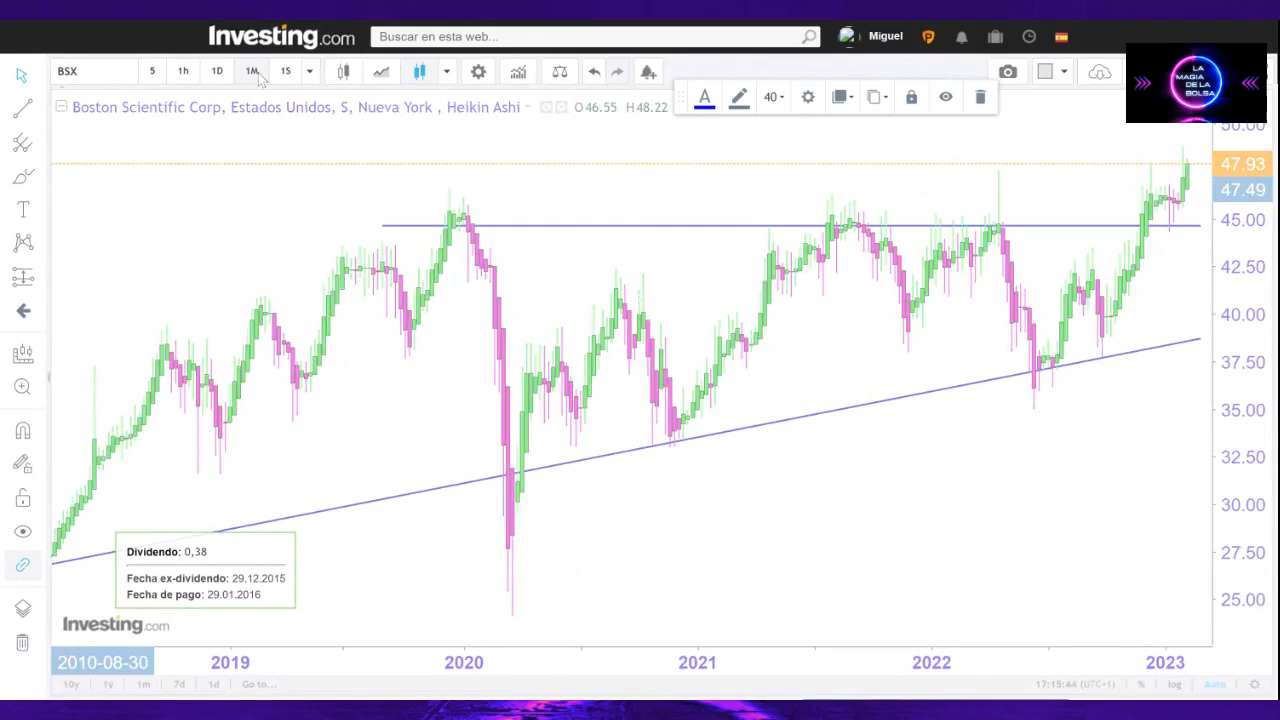 Investing.com
Buscar en esta web...
Miguel
P
LA
MAGIA
DE LA
BOLSA
BSX
5
1h
1D
1M
1S
A
40
Boston Scientific Corp, Estados Unidos, S, Nueva York , Heikin Ashi
O46.55 H48.22
50.00
47.93
47.49
45.00
42.50
40.00
37.50
35.00
32.50
30.00
27.50
25.00
Dividendo: 0,38
Fecha ex-dividendo: 29.12.2015
Fecha de pago: 29.01.2016
Investing.com
2010-08-30
2019
2020
2021
2022
2023
10y
1y
1m
7d
1d
Go to...
17:15:44 (UTC+1)
%
log
Auto